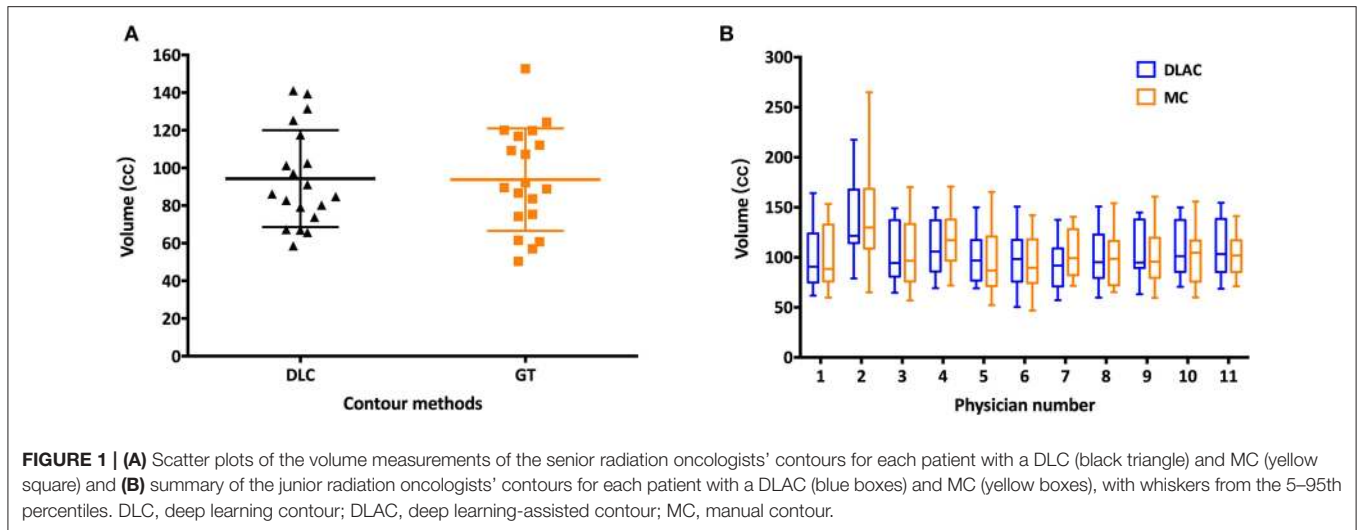 A
160
140
120
100
80
60
40
20
0
Volume (cc)
DLC
GT
Contour methods
B
300
250
200
150
100
50
0
Volume (cc)
DLAC
MC
1 2 3 4 5 6 7 8 9 10 11
Physician number
FIGURE 1 | (A) Scatter plots of the volume measurements of the senior radiation oncologists' contours for each patient with a DLC (black triangle) and MC (yellow
square) and (B) summary of the junior radiation oncologists' contours for each patient with a DLAC (blue boxes) and MC (yellow boxes), with whiskers from the 5–95th
percentiles. DLC, deep learning contour; DLAC, deep learning-assisted contour; MC, manual contour.